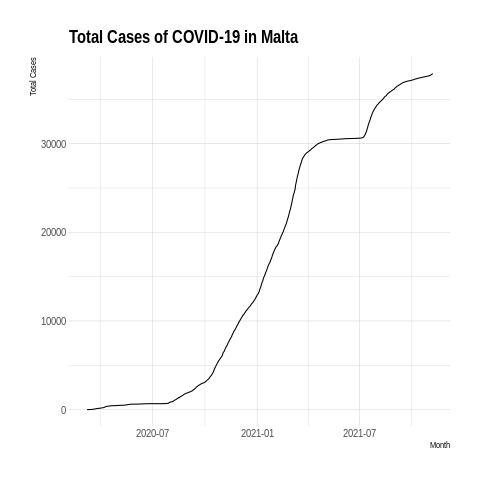 Total Cases of COVID-19 in Malta
Total Cases
30000
20000
10000
0
2020-07
2021-01
2021-07
Month